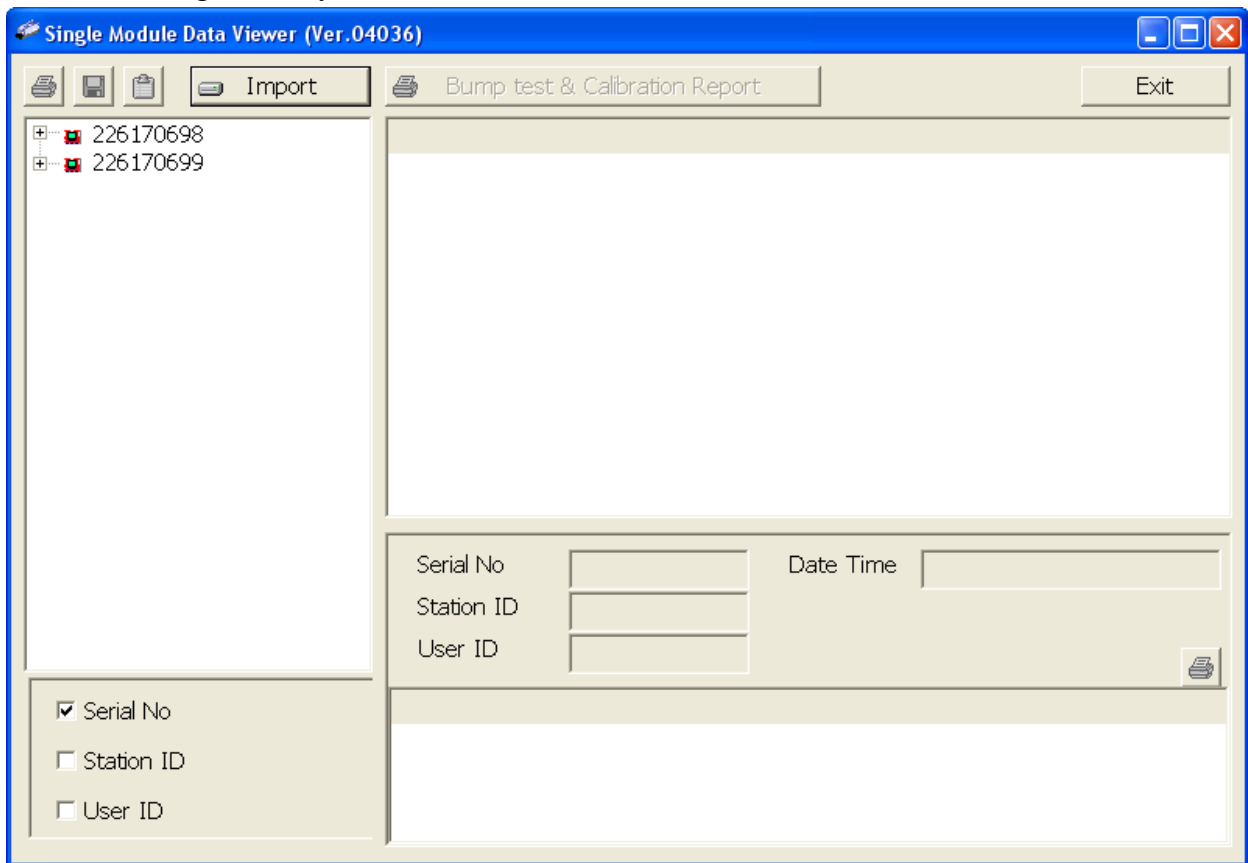 Single Module Data Viewer (Ver.04036)
Import
Bump test & Calibration Report
Exit
226170698
226170699
Serial No
Date Time
Station ID
User ID
Serial No
Station ID
User ID